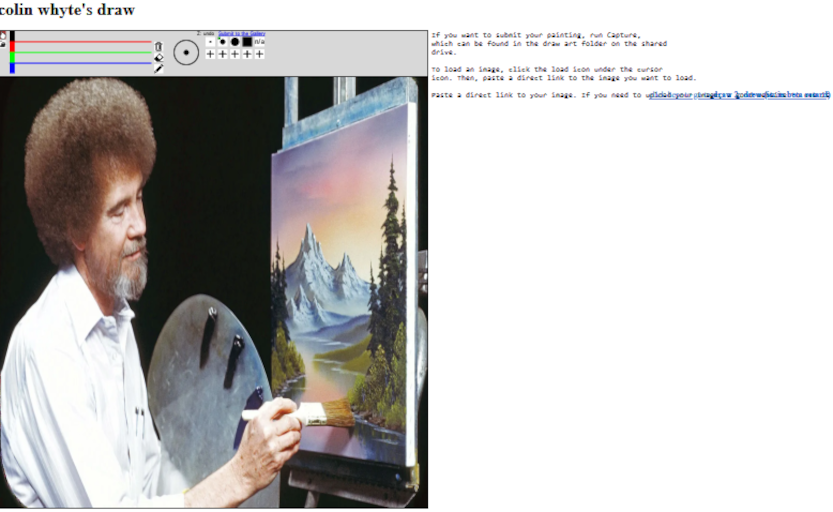 colin whyte's draw
Z: undo Submit to the Gallery
n/a
If you want to submit your painting, run Capture,
which can be found in the draw art folder on the shared
drive.
To load an image, click the load icon under the cursor
icon. Then, paste a direct link to the image you want to load.
Paste a direct link to your image. If you need to